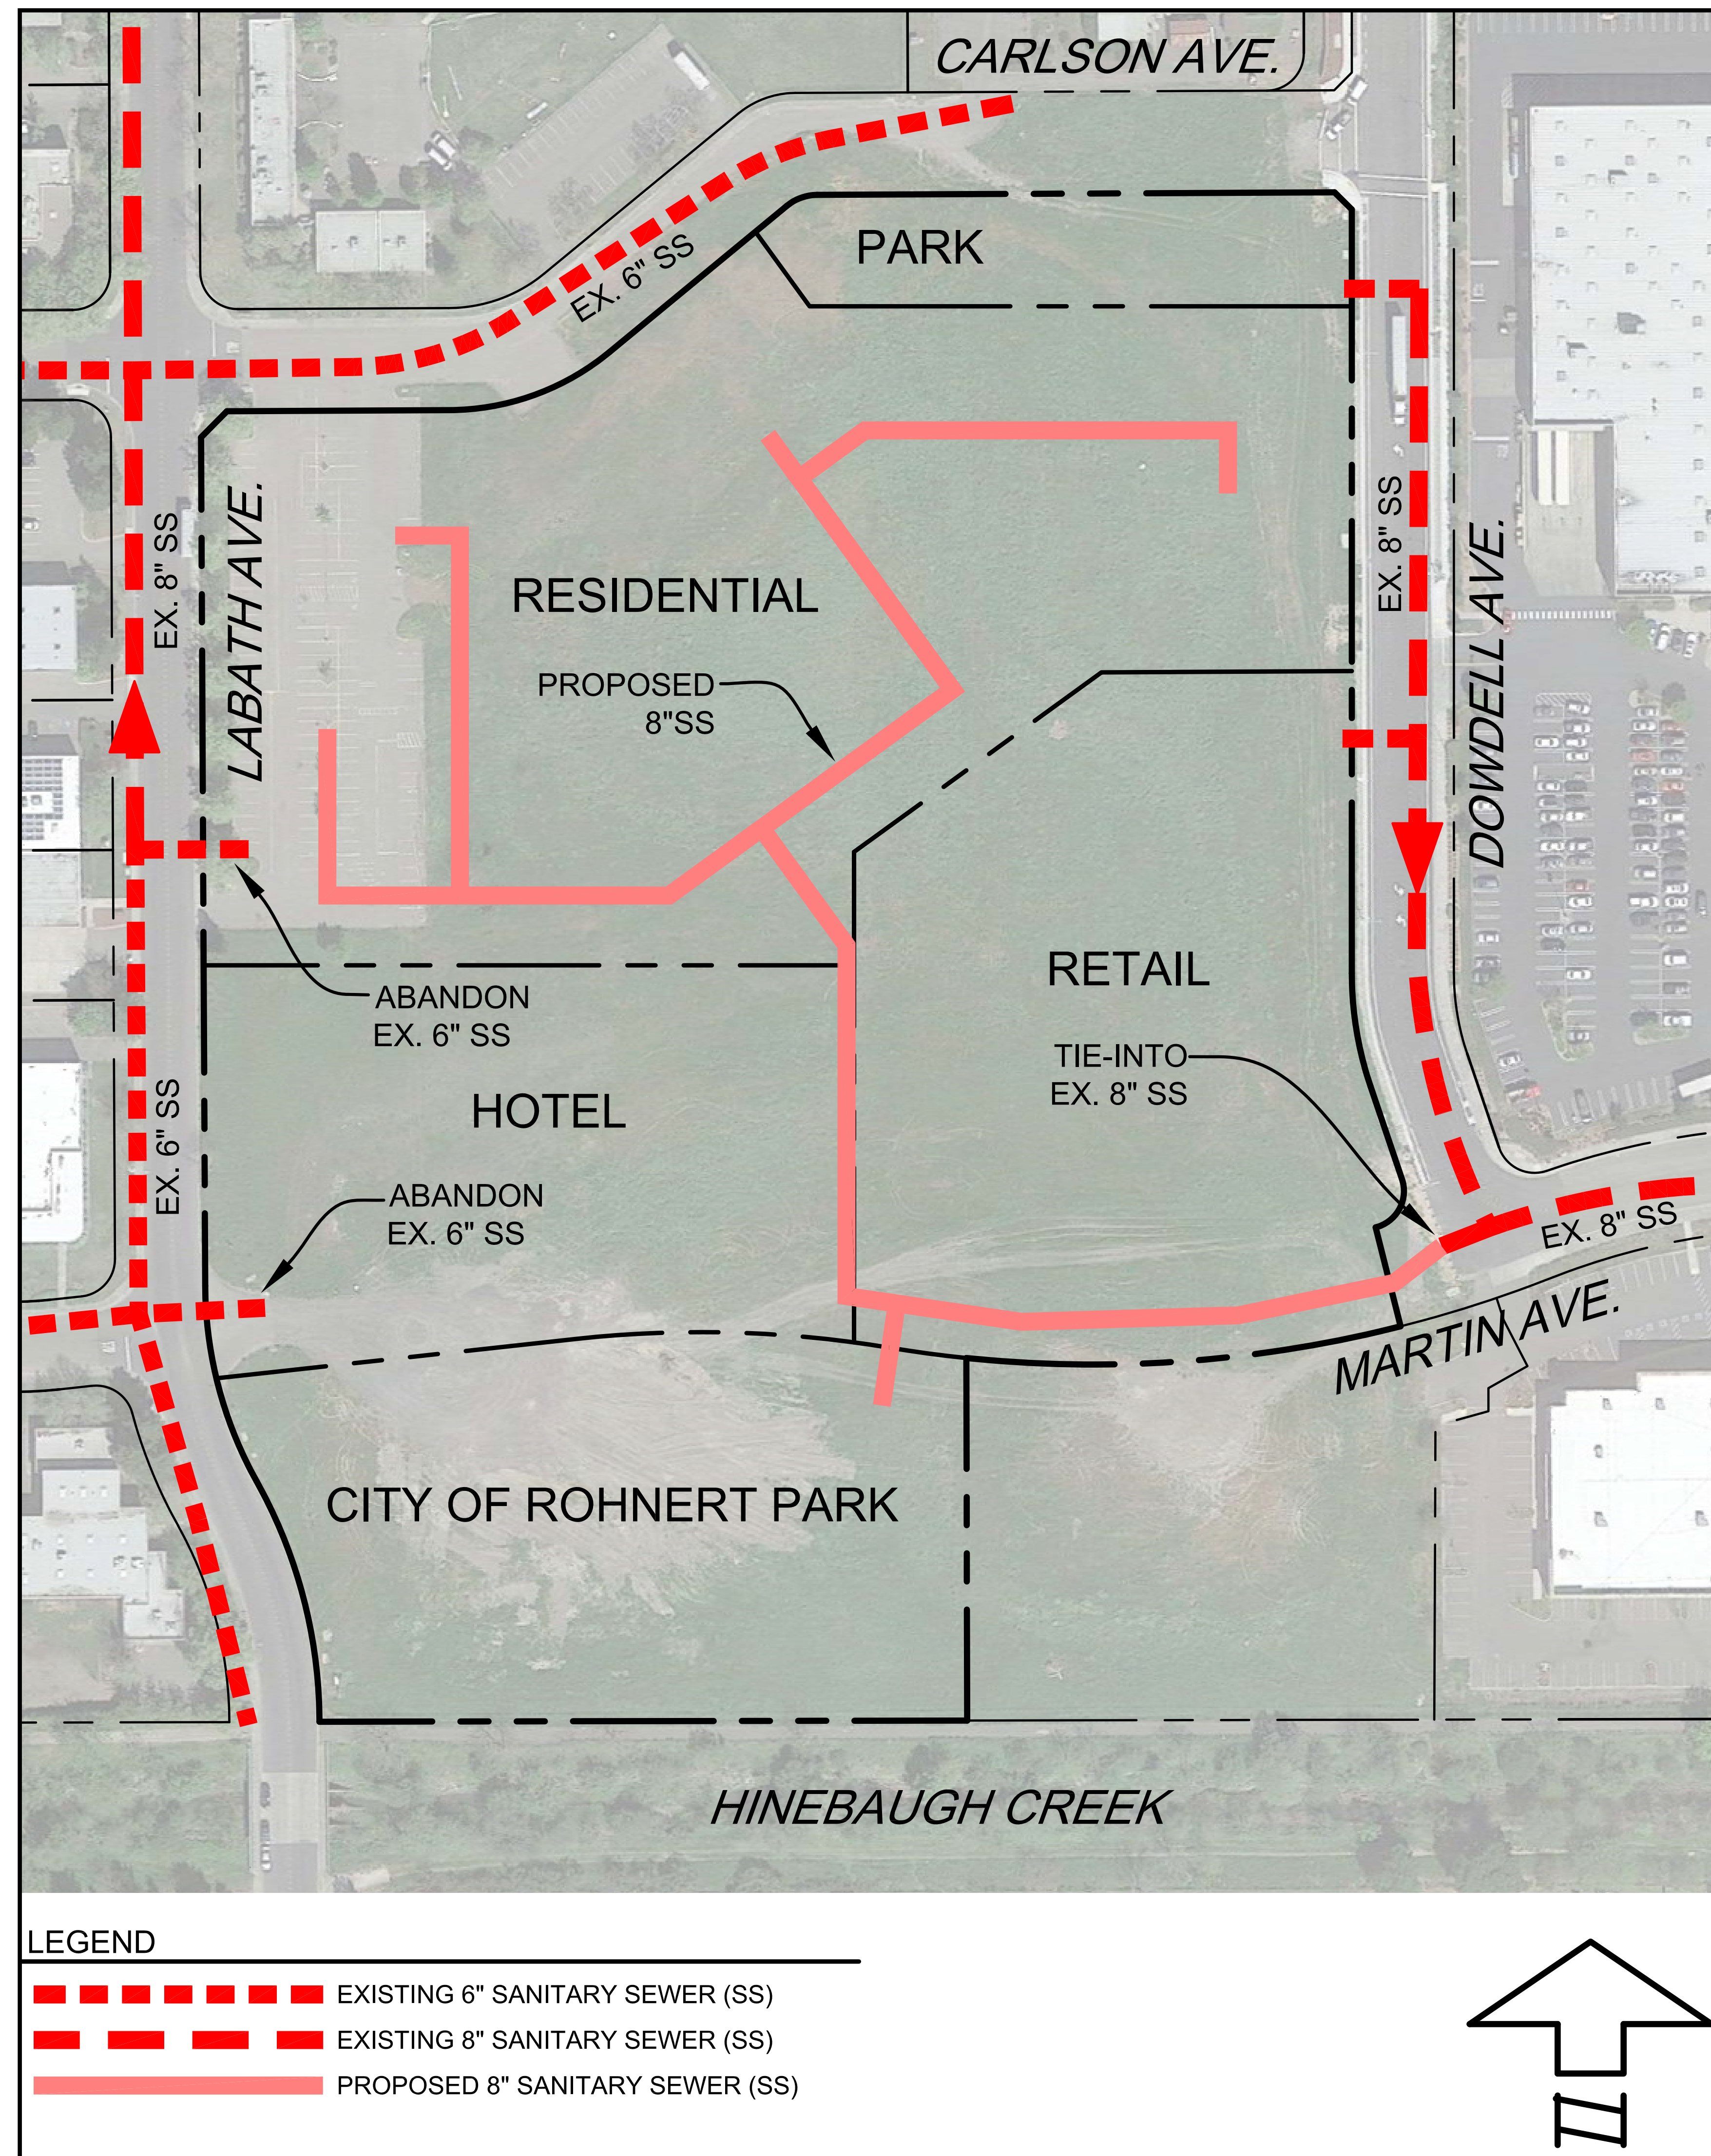 CARLSON AVE.
PARK
EX. 6" SS
EX. 8" SS
LABATH AVE.
EX. 8" SS
DOWDELL AVE.
RESIDENTIAL
PROPOSED
8"SS
RETAIL
ABANDON
EX. 6" SS
TIE-INTO
EX. 8" SS
HOTEL
EX. 6" SS
ABANDON
EX. 6" SS
EX. 8" SS
MARTIN AVE.
CITY OF ROHNERT PARK
HINEBAUGH CREEK
LEGEND
EXISTING 6" SANITARY SEWER (SS)
EXISTING 8" SANITARY SEWER (SS)
PROPOSED 8" SANITARY SEWER (SS)